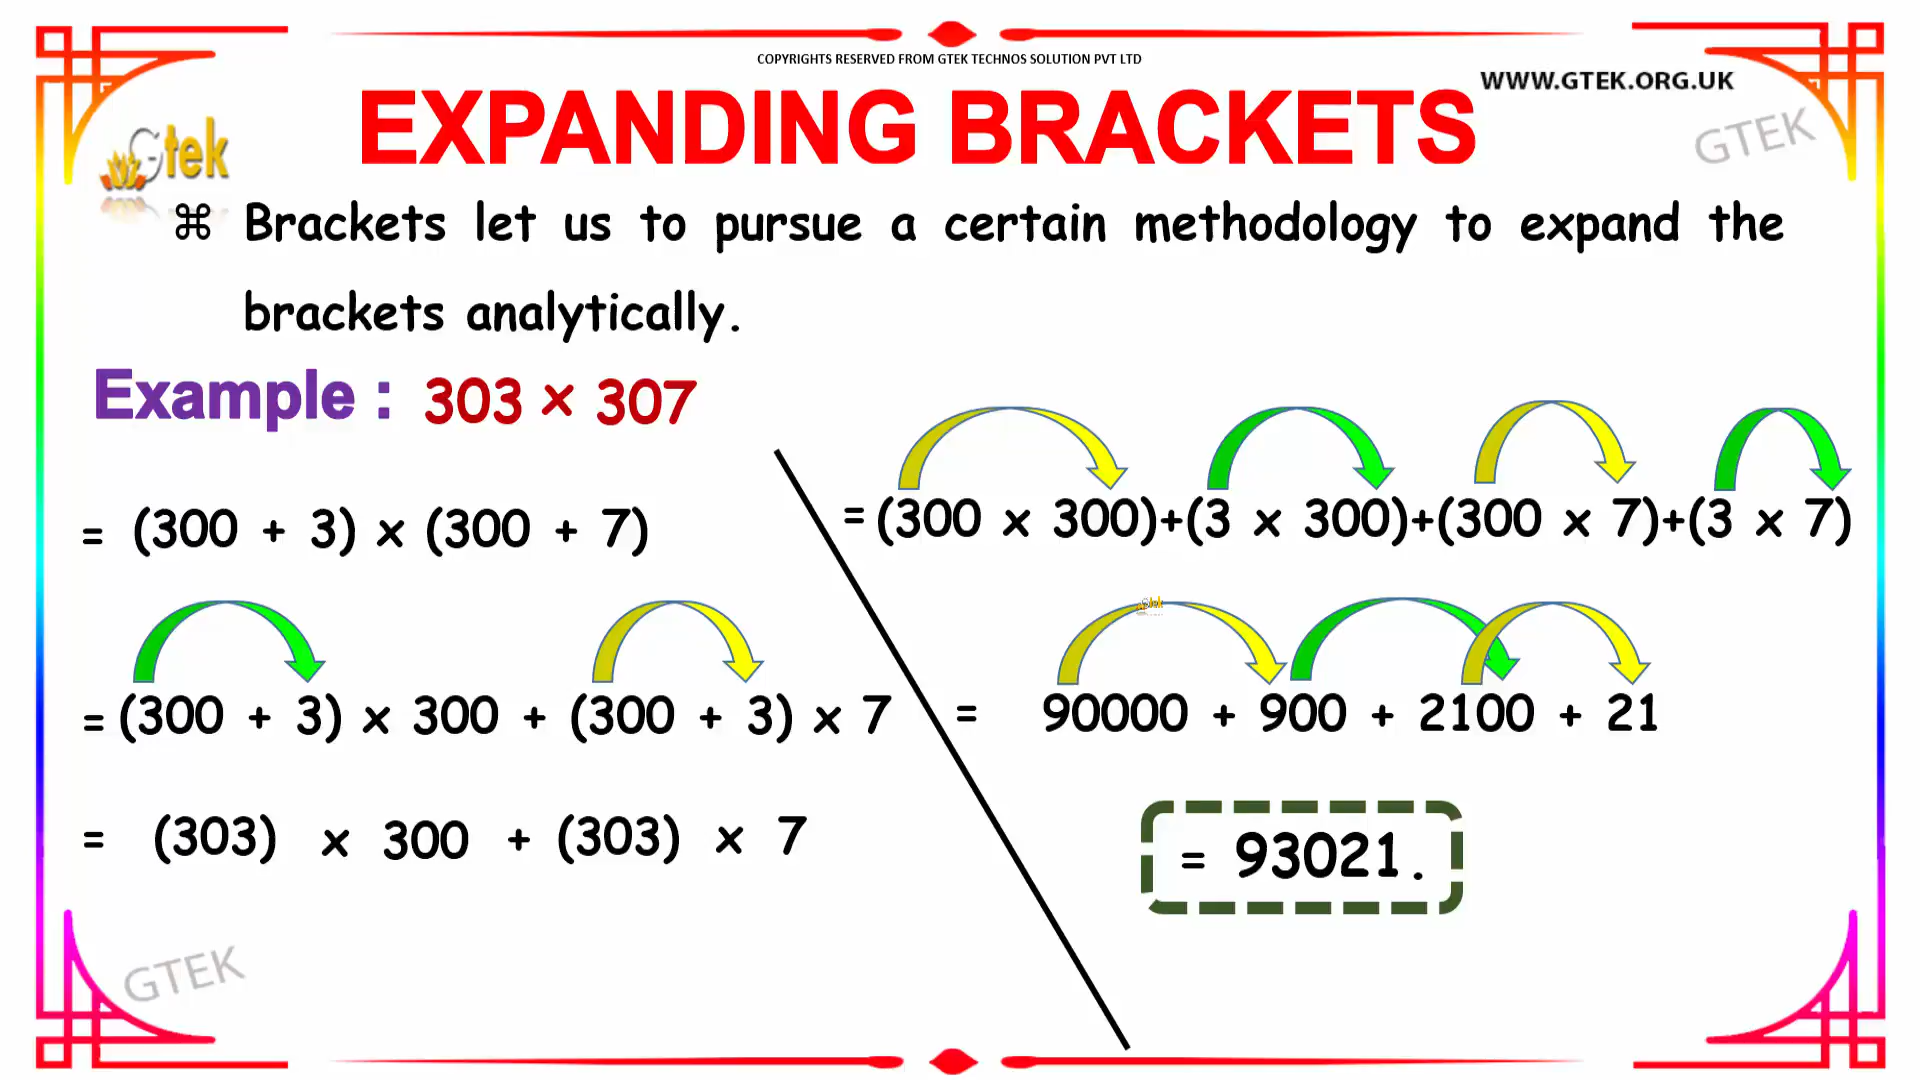 COPYRIGHTS RESERVED FROM GTEK TECHNOS SOLUTION PVT LTD
WWW.GTEK.ORG.UK
EXPANDING BRACKETS
GTEK
Gtek
⌘ Brackets let us to pursue a certain methodology to expand the
brackets analytically.
Example : 303 × 307
= (300 + 3) x (300 + 7)
= (300 + 3) x 300 + (300 + 3) x 7
= (303) x 300 + (303) x 7
= (300 x 300)+(3 x 300)+(300 x 7)+(3 x 7)
Gtek
= 90000 + 900 + 2100 + 21
= 93021.
GTEK